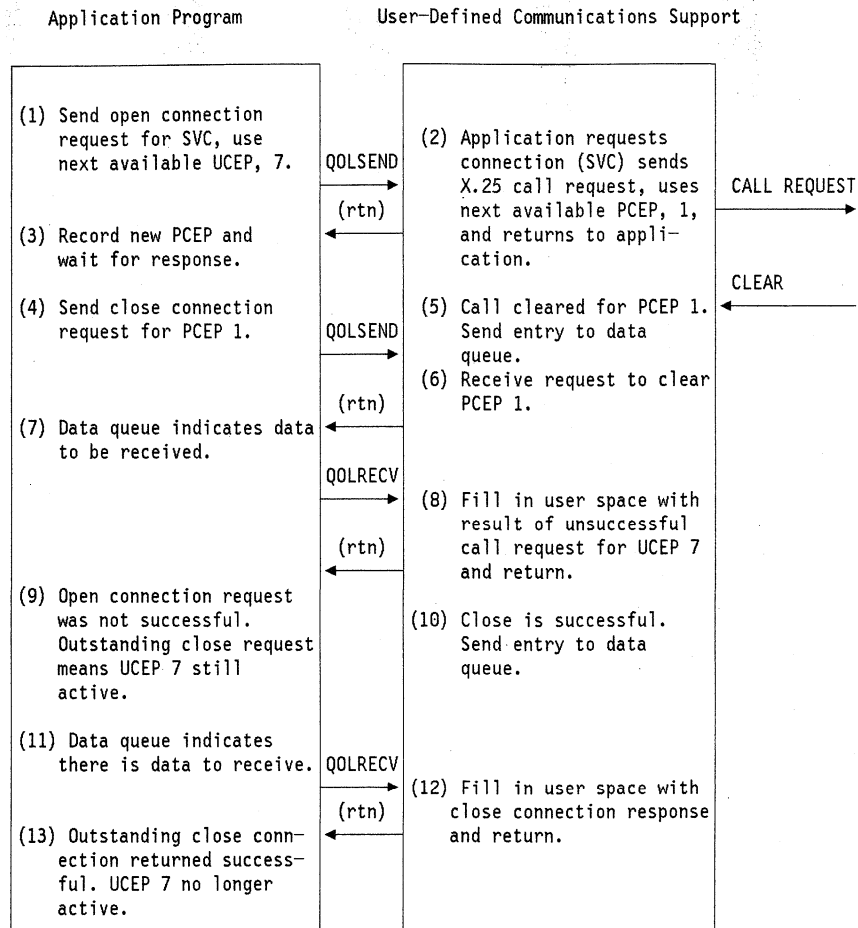 Application Program
User-Defined Communications Support
(1) Send open connection
request for SVC, use
next available UCEP, 7.
QOLSEND
(rtn)
(2) Application requests
connection (SVC) sends
X.25 call request, uses
next available PCEP, 1,
and returns to appli-
cation.
CALL REQUEST
(3) Record new PCEP and
wait for response.
CLEAR
(4) Send close connection
request for PCEP 1.
QOLSEND
(5) Call cleared for PCEP 1.
Send entry to data
queue.
(6) Receive request to clear
PCEP 1.
(rtn)
(7) Data queue indicates data
to be received.
QOLRECV
(8) Fill in user space with
result of unsuccessful
call request for UCEP 7
and return.
(rtn)
(9) Open connection request
was not successful.
Outstanding close request
means UCEP 7 still
active.
(10) Close is successful.
Send entry to data
queue.
(11) Data queue indicates
there is data to receive.
QOLRECV
(12) Fill in user space with
close connection response
and return.
(rtn)
(13) Outstanding close conn-
ection returned success-
ful. UCEP 7 no longer
active.